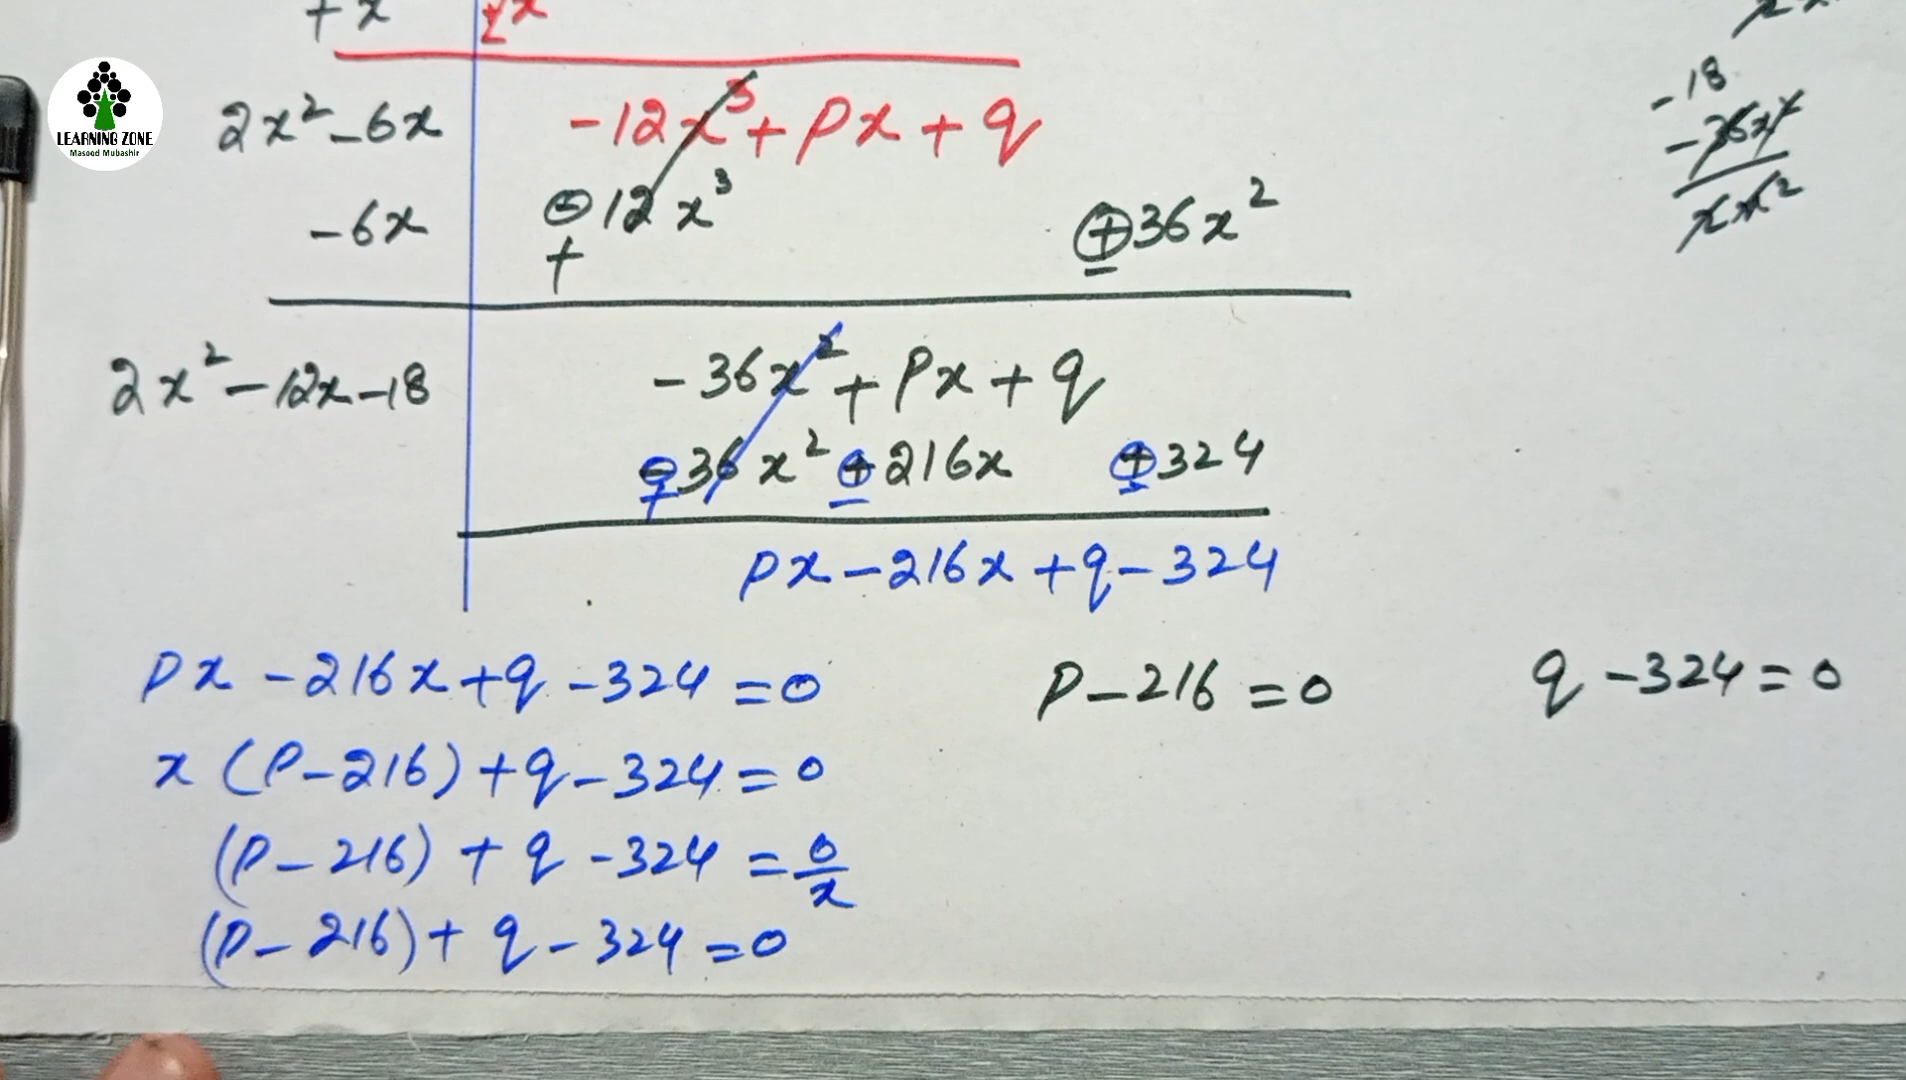 +x | x
-18
2x² - 6x | -12x³ + px + q
-36x²
-6x | -12x³ +36x²
2x²
+ -
2x² - 12x - 18 | -36x² + px + q
-36x² + 216x + 324
+ - -
px - 216x + q - 324
px - 216x + q - 324 = 0
p - 216 = 0
q - 324 = 0
x (p - 216) + q - 324 = 0
(p - 216) + q - 324 = 0/x
(p - 216) + q - 324 = 0
LEARNING ZONE
Masood Mubashir